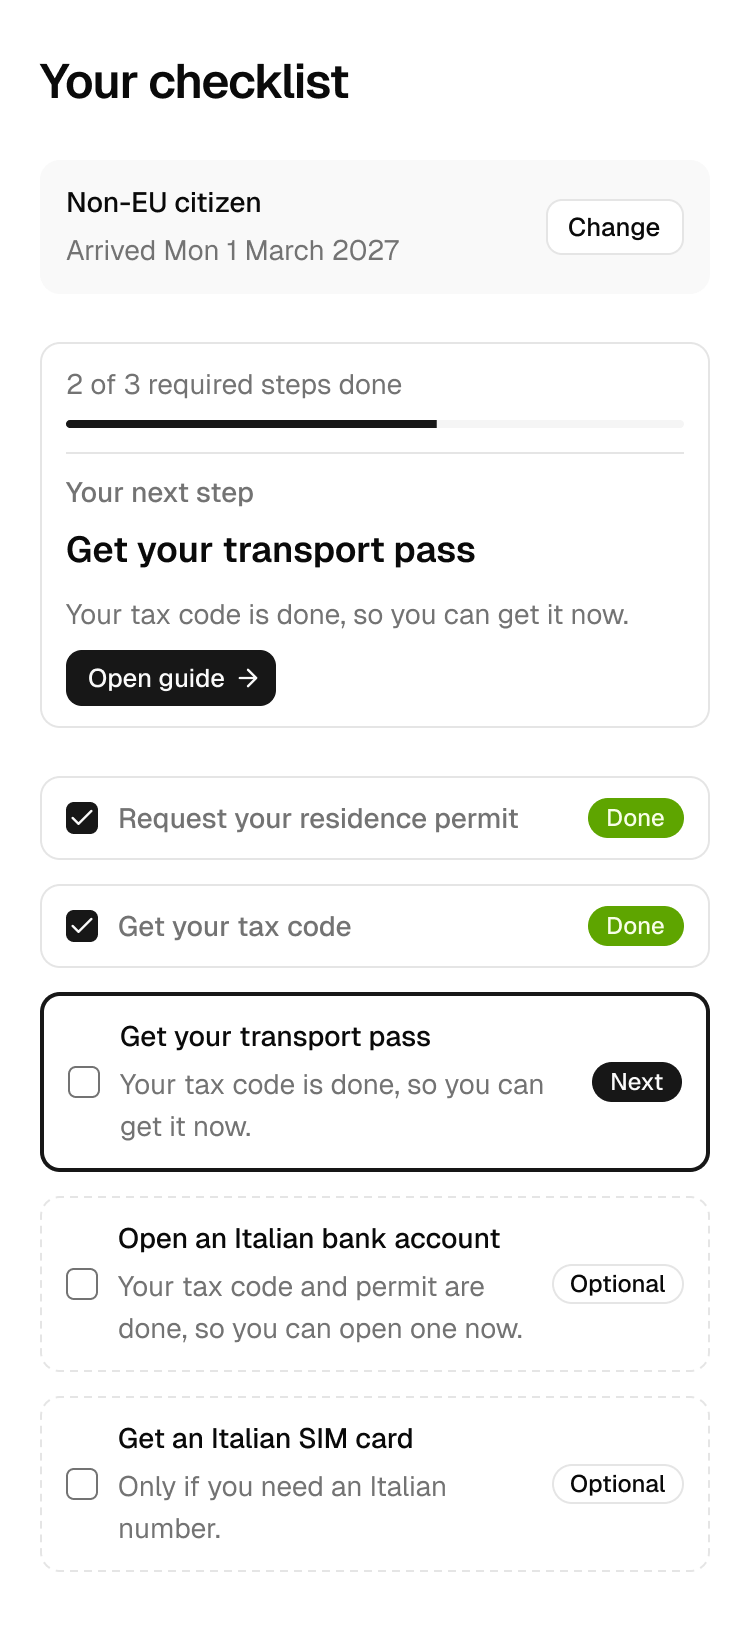 Your checklist
Non-EU citizen
Arrived Mon 1 March 2027
Change
2 of 3 required steps done
Your next step
Get your transport pass
Your tax code is done, so you can get it now.
Open guide →
Request your residence permit
Done
Get your tax code
Done
Get your transport pass
Your tax code is done, so you can
get it now.
Next
Open an Italian bank account
Your tax code and permit are
done, so you can open one now.
Optional
Get an Italian SIM card
Only if you need an Italian
number.
Optional